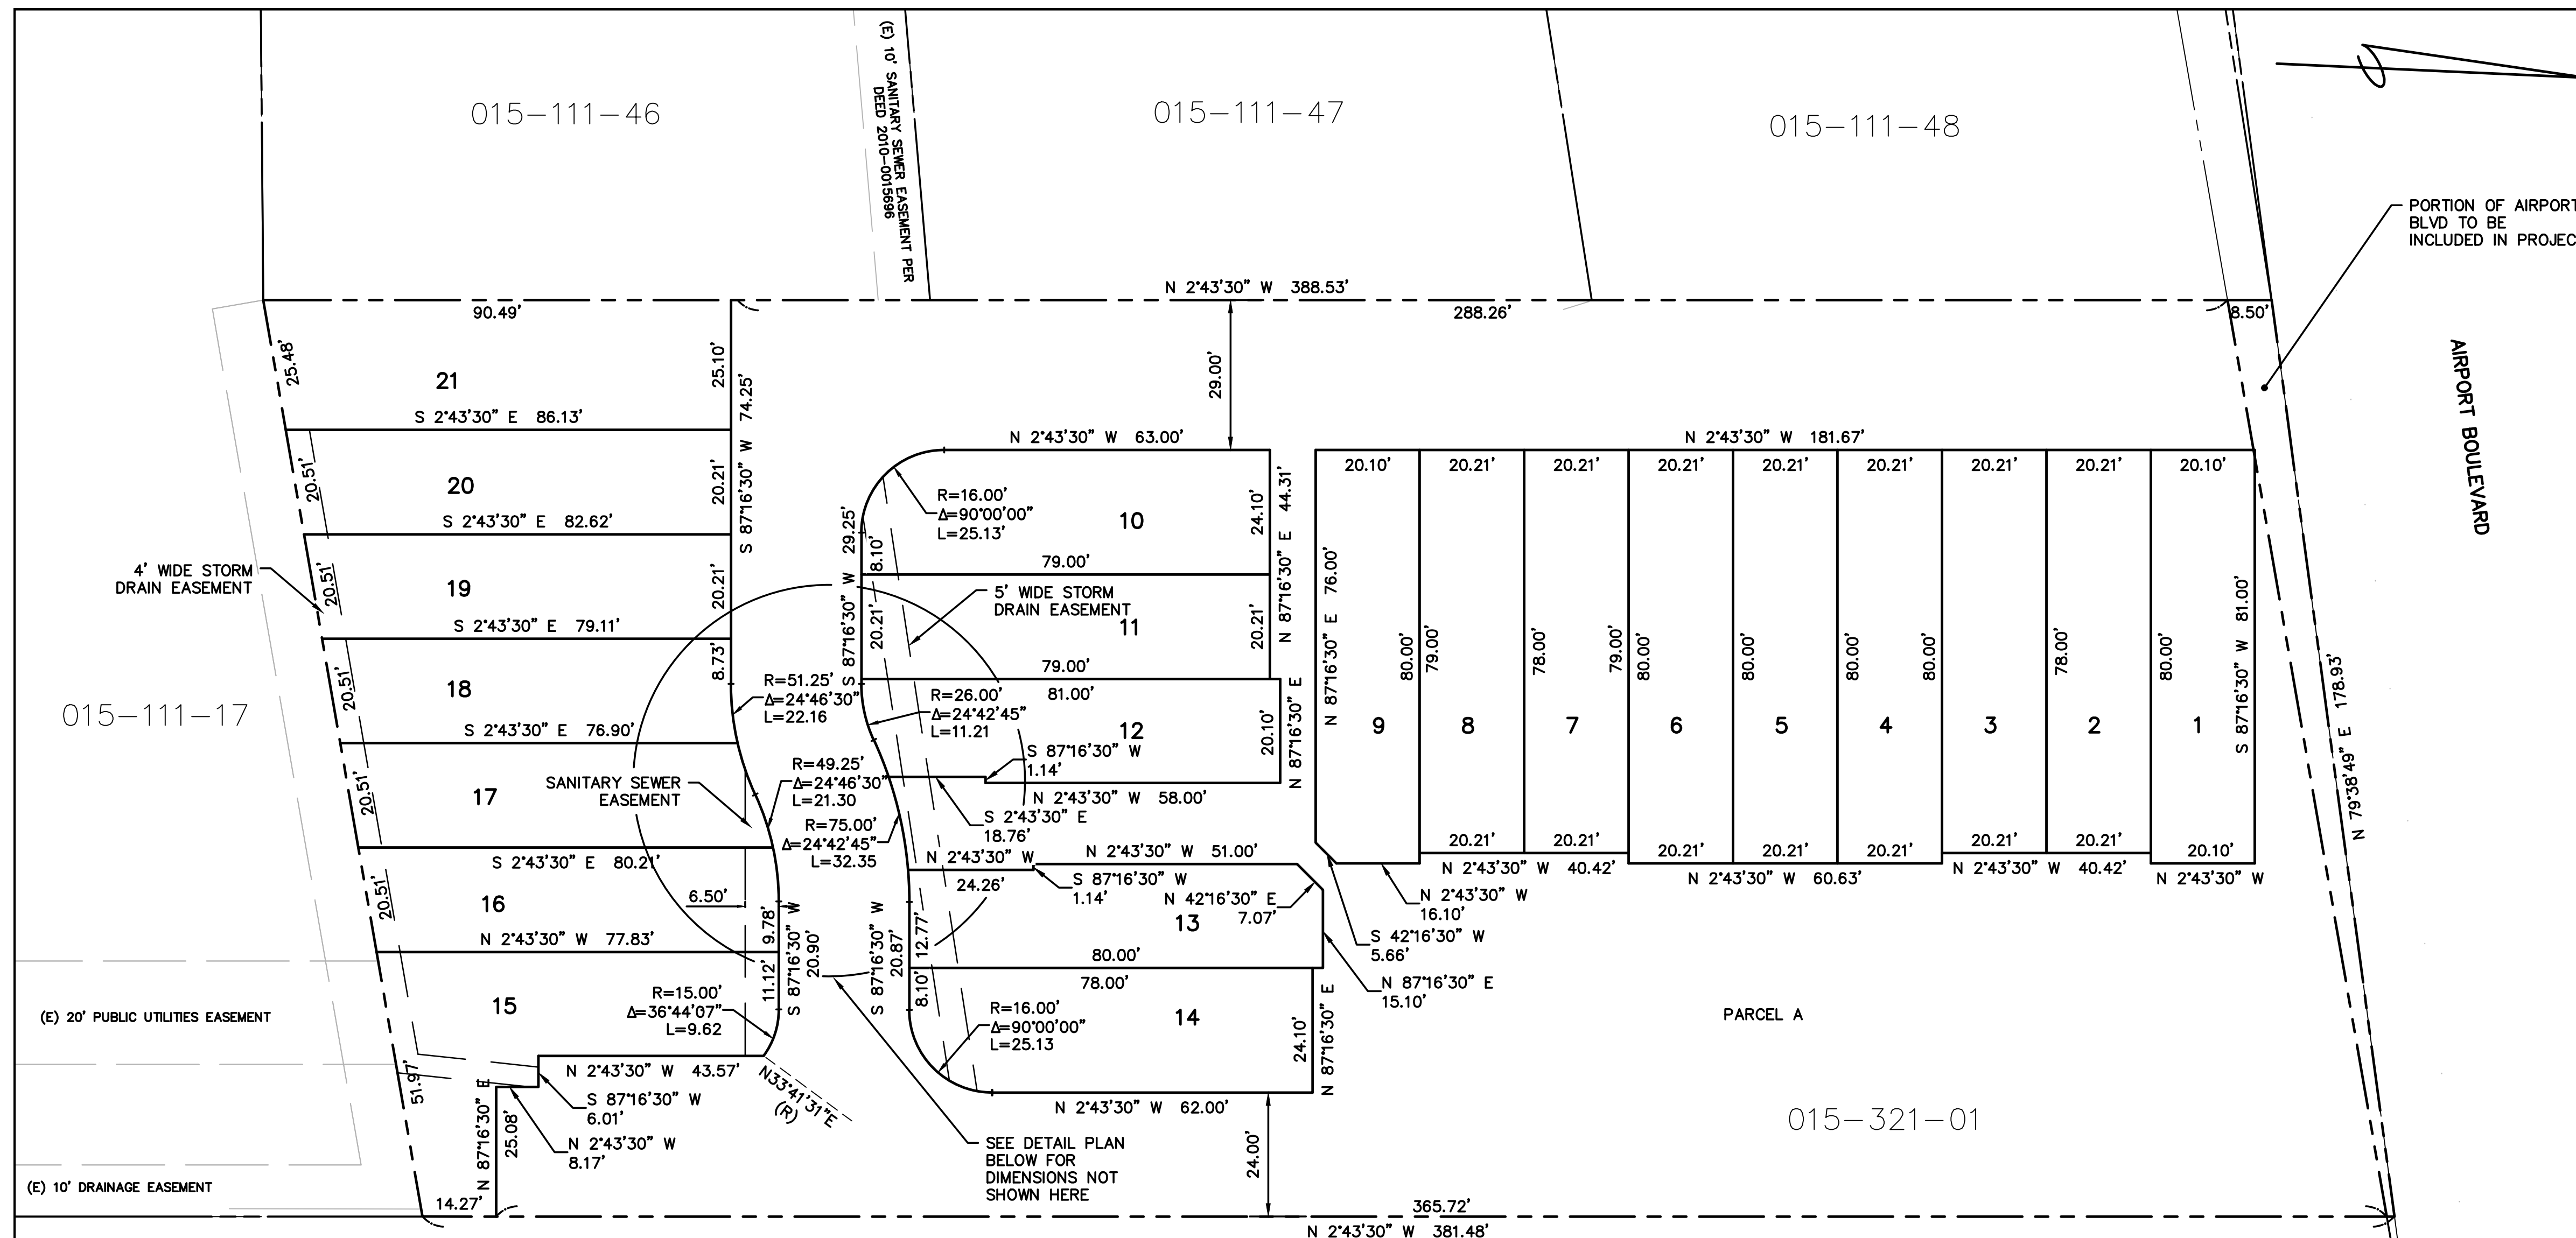 015-111-46
015-111-47
015-111-48
(E) 10' SANITARY SEWER EASEMENT PER
DEED 2010-0015696
PORTION OF AIRPORT
BLVD TO BE
INCLUDED IN PROJEC
AIRPORT BOULEVARD
N 2°43'30" W 388.53'
90.49'
288.26'
8.50'
25.48'
21
25.10'
S 87°16'30" W 74.25'
S 2°43'30" E 86.13'
20.51'
20
20.21'
S 2°43'30" E 82.62'
4' WIDE STORM
DRAIN EASEMENT
20.51'
19
20.21'
S 2°43'30" E 79.11'
20.51'
18
8.73'
S 2°43'30" E 76.90'
015-111-17
20.51'
17
SANITARY SEWER
EASEMENT
S 2°43'30" E 80.21'
20.51'
16
6.50'
9.78'
N 2°43'30" W 77.83'
15
11.12'
S 87°16'30" W
20.90'
R=15.00'
Δ=36°44'07"
L=9.62
51.97'
N 2°43'30" W 43.57'
S 87°16'30" W
6.01'
N 2°43'30" W
8.17'
N 87°16'30" E
25.08'
N33°41'31"E
(R)
14.27'
(E) 20' PUBLIC UTILITIES EASEMENT
(E) 10' DRAINAGE EASEMENT
R=51.25'
Δ=24°46'30"
L=22.16
R=49.25'
Δ=24°46'30"
L=21.30
R=75.00'
Δ=24°42'45"
L=32.35
29.00'
N 2°43'30" W 63.00'
R=16.00'
Δ=90°00'00"
L=25.13'
10
24.10'
N 87°16'30" E 44.31'
S 87°16'30" W 29.25'
8.10'
79.00'
5' WIDE STORM
DRAIN EASEMENT
11
20.21'
20.21'
79.00'
81.00'
R=26.00'
Δ=24°42'45"
L=11.21
12
S 87°16'30" W
1.14'
20.10'
N 87°16'30" E
N 2°43'30" W 58.00'
S 2°43'30" E
18.76'
N 2°43'30" W
24.26'
N 2°43'30" W 51.00'
S 87°16'30" W
1.14'
N 42°16'30" E
7.07'
13
S 87°16'30" W
20.87'
12.77'
80.00'
78.00'
8.10'
R=16.00'
Δ=90°00'00"
L=25.13
14
24.10'
N 87°16'30" E
N 2°43'30" W 62.00'
SEE DETAIL PLAN
BELOW FOR
DIMENSIONS NOT
SHOWN HERE
24.00'
N 87°16'30" E
15.10'
S 42°16'30" W
5.66'
N 2°43'30" W
16.10'
N 2°43'30" W 181.67'
20.10'
20.21'
20.21'
20.21'
20.21'
20.21'
20.21'
20.21'
20.10'
N 87°16'30" E 76.00'
80.00'
79.00'
78.00'
79.00'
80.00'
80.00'
80.00'
80.00'
78.00'
80.00'
S 87°16'30" W 81.00'
9
8
7
6
5
4
3
2
1
20.21'
20.21'
20.21'
20.21'
20.21'
20.21'
20.21'
20.10'
N 2°43'30" W 40.42'
N 2°43'30" W 60.63'
N 2°43'30" W 40.42'
N 2°43'30" W
N 79°38'49" E 178.93'
PARCEL A
015-321-01
365.72'
N 2°43'30" W 381.48'